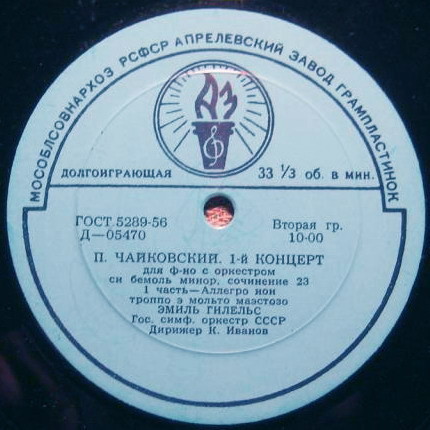 МОСОБЛСОВНАРХОЗ РСФСР АПРЕЛЕВСКИЙ ЗАВОД ГРАМПЛАСТИНОК
АЗ
ДОЛГОИГРАЮЩАЯ 33 1/3 об. в мин.
ГОСТ 5289-56 Вторая гр.
Д—05470 10-00
П. ЧАЙКОВСКИЙ. 1-й КОНЦЕРТ
для ф-но с оркестром
си бемоль минор, сочинение 23
1 часть—Аллегро нон
троппо э мольто маэстозо
ЭМИЛЬ ГИЛЕЛЬС
Гос. симф. оркестр СССР
Дирижер К. Иванов